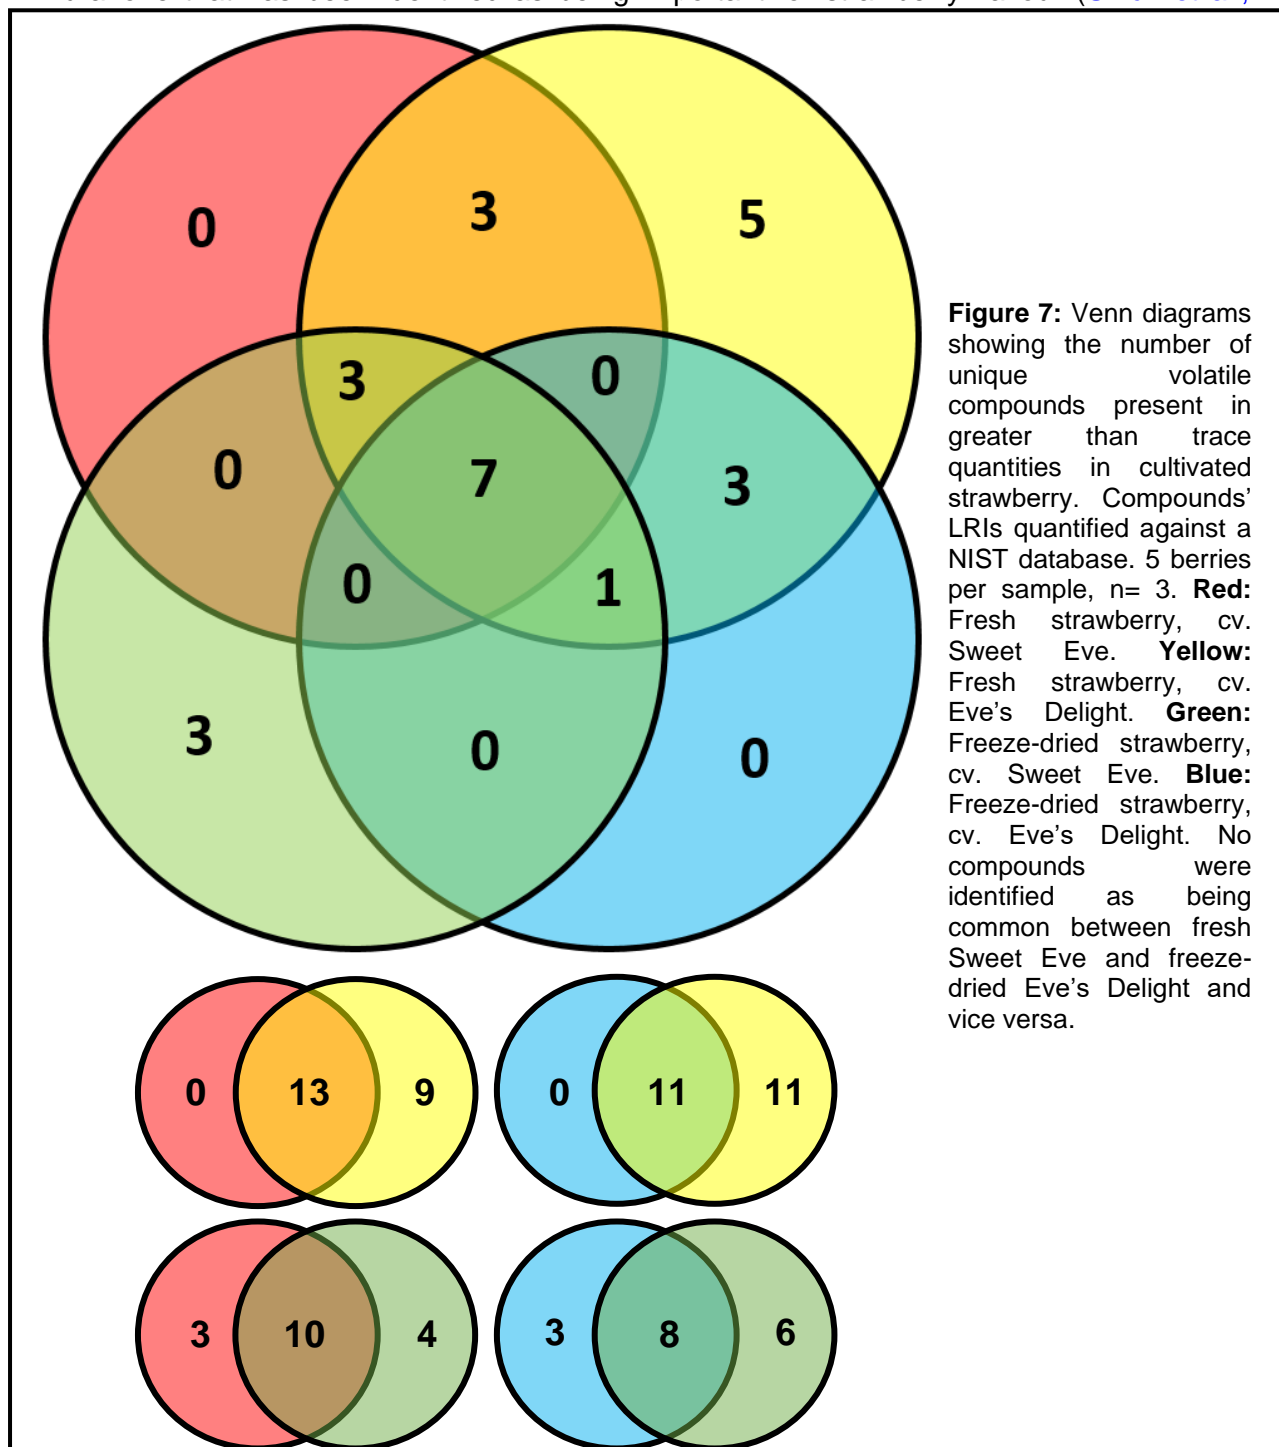 0
3
5
3
0
0
7
3
0
1
3
0
0
Figure 7: Venn diagrams
showing the number of
unique volatile
compounds present in
greater than trace
quantities in cultivated
strawberry. Compounds’
LRIs quantified against a
NIST database. 5 berries
per sample, n= 3. Red:
Fresh strawberry, cv.
Sweet Eve. Yellow:
Fresh strawberry, cv.
Eve’s Delight. Green:
Freeze-dried strawberry,
cv. Sweet Eve. Blue:
Freeze-dried strawberry,
cv. Eve’s Delight. No
compounds were
identified as being
common between fresh
Sweet Eve and freeze-
dried Eve’s Delight and
vice versa.
0 13 9
0 11 11
3 10 4
3 8 6